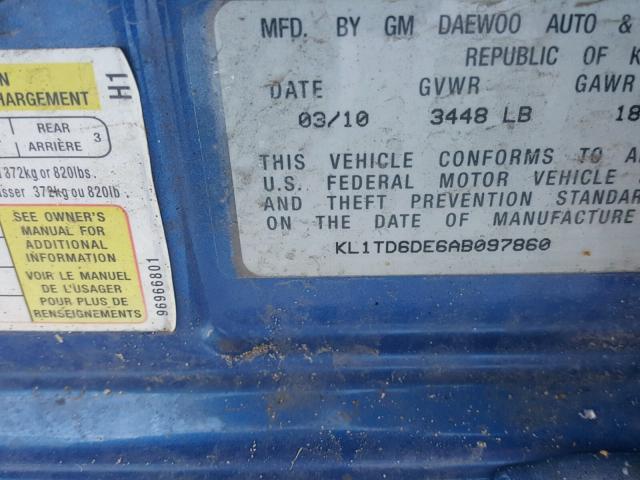 N
HARGEMENT
H1
REAR
ARRIÈRE 3
372kg or 820lbs.
sser 372kg ou 820lb.
SEE OWNER'S
MANUAL FOR
ADDITIONAL
INFORMATION
VOIR LE MANUEL
DE L'USAGER
POUR PLUS DE
RENSEIGNEMENTS
96966801
MFD. BY GM DAEWOO AUTO &
REPUBLIC OF K
DATE GVWR GAWR
03/10 3448 LB 18
THIS VEHICLE CONFORMS TO A
U.S. FEDERAL MOTOR VEHICLE
AND THEFT PREVENTION STANDAR
ON THE DATE OF MANUFACTURE
KL1TD6DE6AB097860